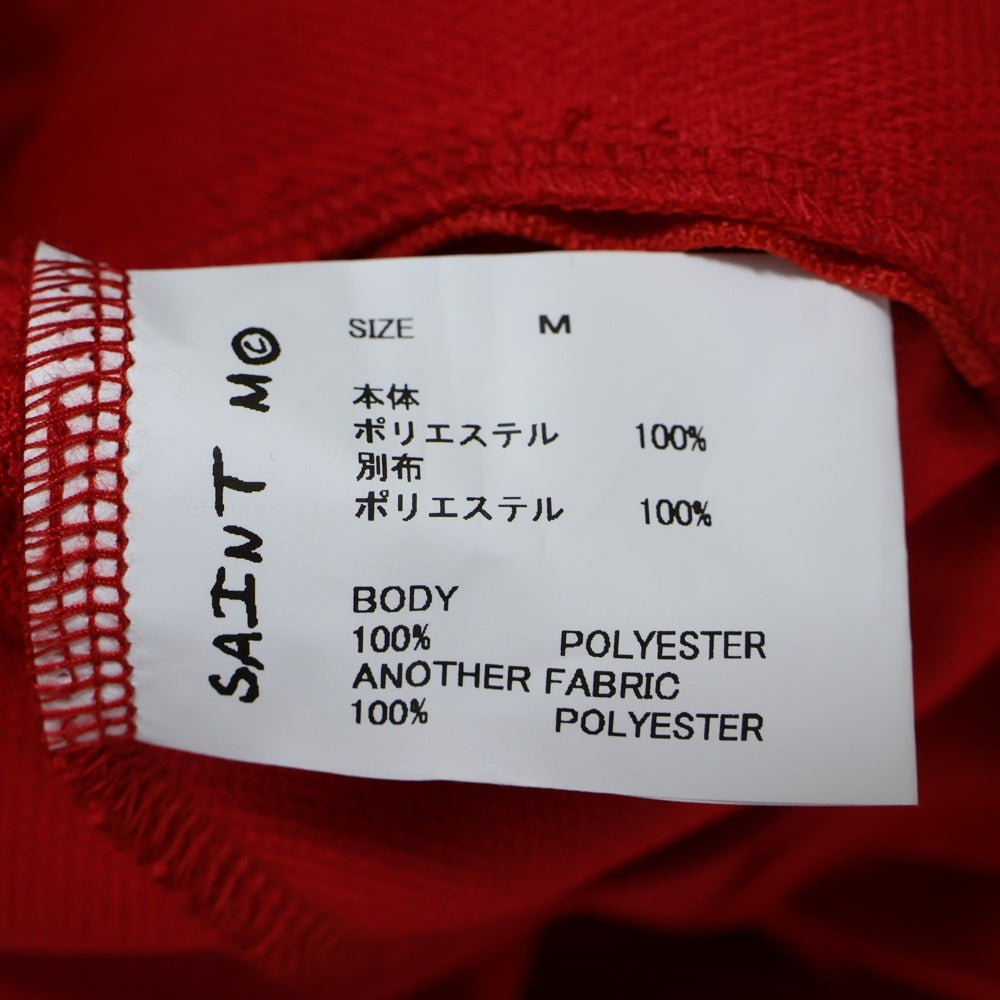 SAINT M©
SIZE M
本体
ポリエステル 100%
別布
ポリエステル 100%
BODY
100% POLYESTER
ANOTHER FABRIC
100% POLYESTER